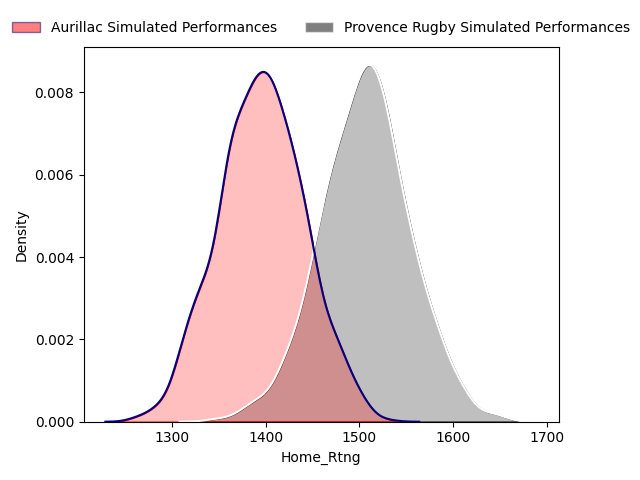 Aurillac Simulated Performances Provence Rugby Simulated Performances
0.008
0.006
0.004
0.002
0.000
Density
1300 1400 1500 1600 1700
Home_Rtng